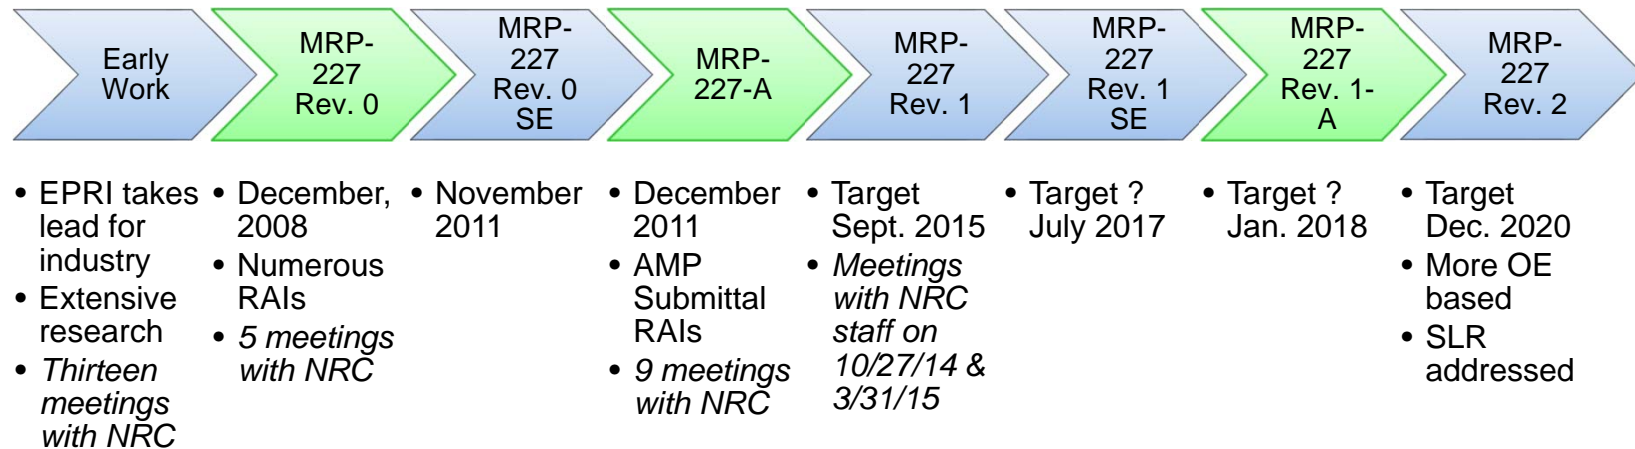 Early
Work
MRP-
227
Rev. 0
MRP-
227
Rev. 0
SE
MRP-
227-A
MRP-
227
Rev. 1
MRP-
227
Rev. 1
SE
MRP-
227
Rev. 1-
A
MRP-
227
Rev. 2
• EPRI takes
lead for
industry
• Extensive
research
• Thirteen
meetings
with NRC
• December,
2008
• Numerous
RAIs
• 5 meetings
with NRC
• November
2011
• December
2011
• AMP
Submittal
RAIs
• 9 meetings
with NRC
• Target
Sept. 2015
• Meetings
with NRC
staff on
10/27/14 &
3/31/15
• Target ?
July 2017
• Target ?
Jan. 2018
• Target
Dec. 2020
• More OE
based
• SLR
addressed